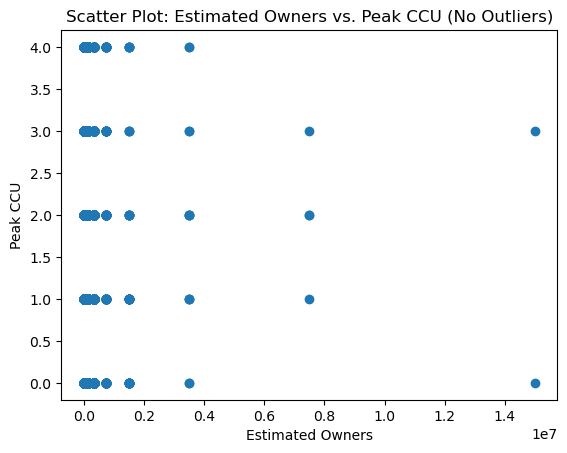 Scatter Plot: Estimated Owners vs. Peak CCU (No Outliers)
4.0
3.5
3.0
2.5
2.0
1.5
1.0
0.5
0.0
Peak CCU
0.0 0.2 0.4 0.6 0.8 1.0 1.2 1.4
1e7
Estimated Owners